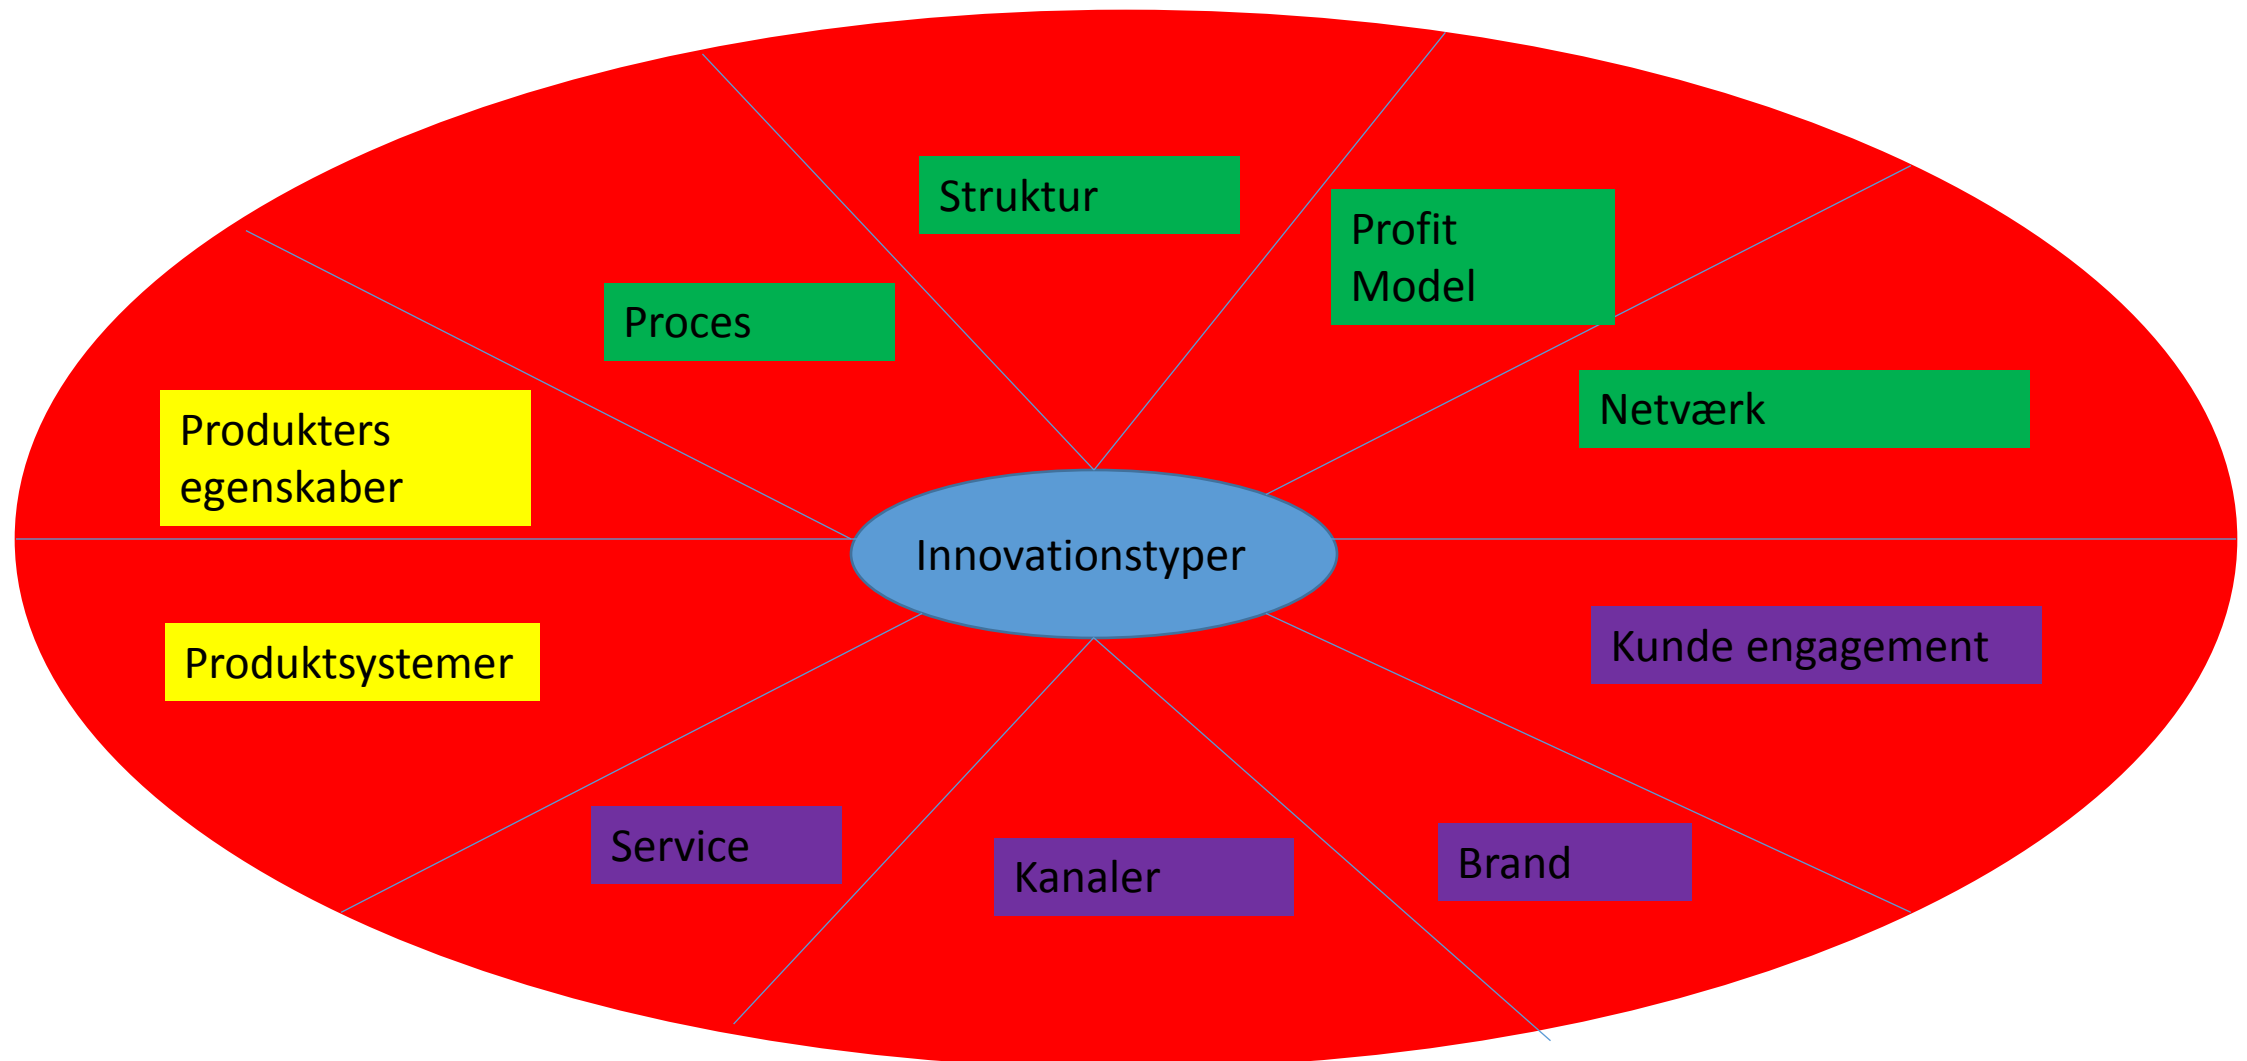 Struktur
Profit
Model
Proces
Netværk
Produkters
egenskaber
Innovationstyper
Kunde engagement
Produktsystemer
Service
Kanaler
Brand